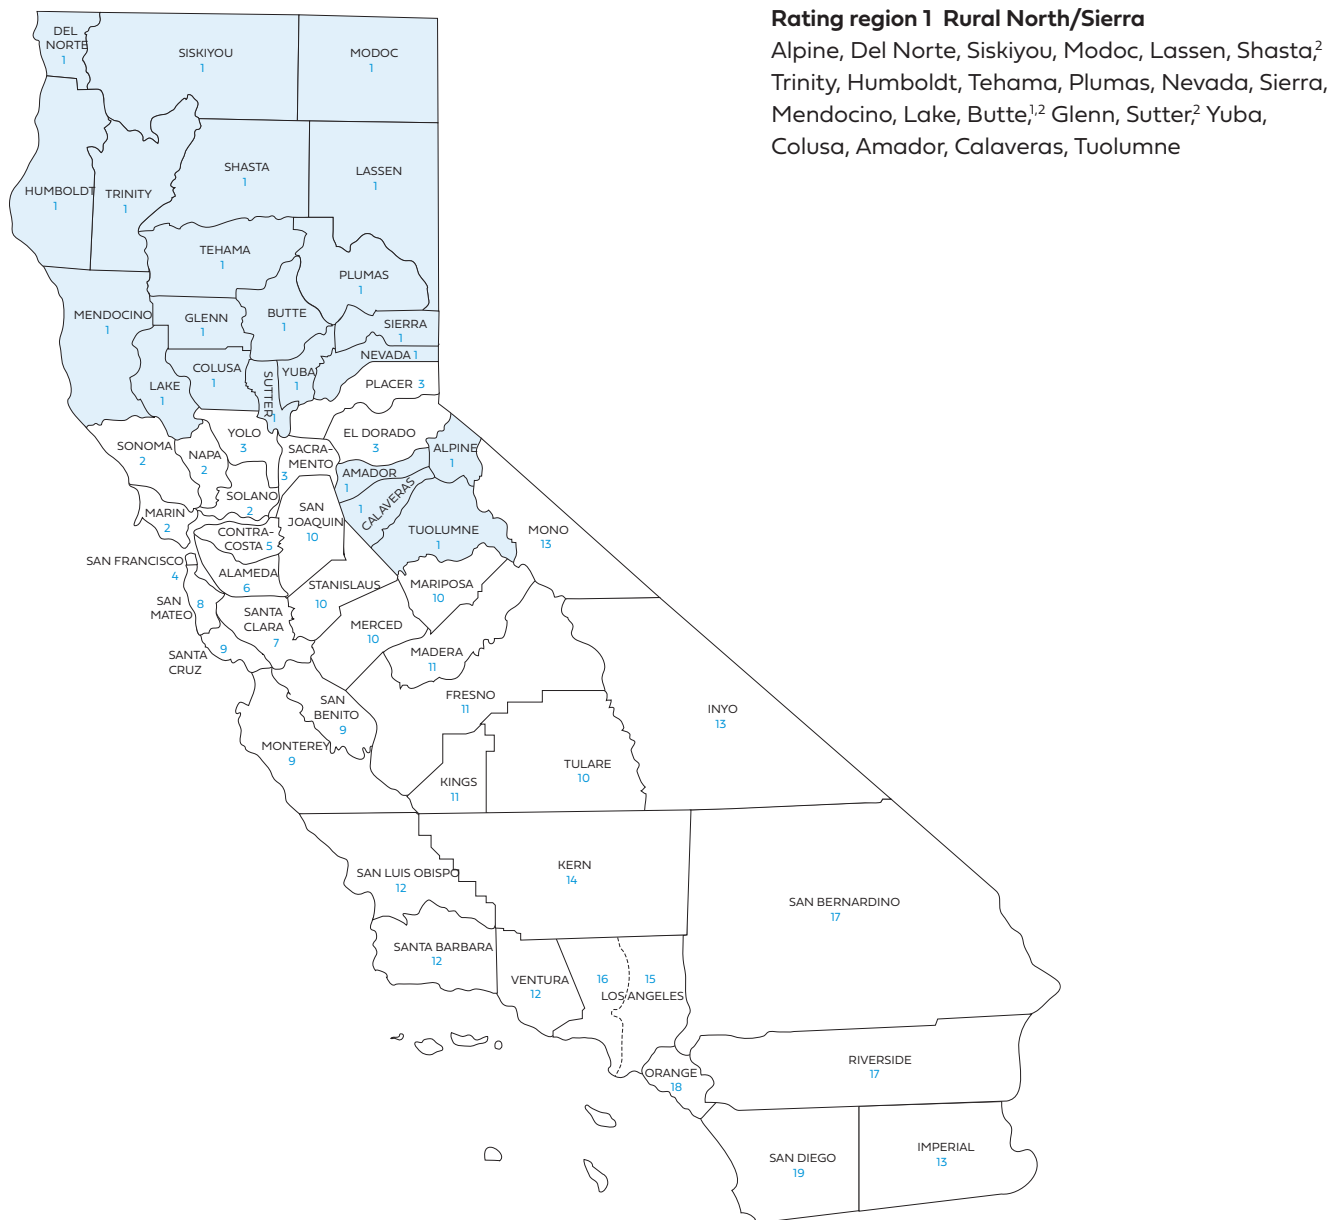 Rating region 1 Rural North/Sierra
Alpine, Del Norte, Siskiyou, Modoc, Lassen, Shasta,2
Trinity, Humboldt, Tehama, Plumas, Nevada, Sierra,
Mendocino, Lake, Butte,1,2 Glenn, Sutter,2 Yuba,
Colusa, Amador, Calaveras, Tuolumne
DEL
NORTE
1
SISKIYOU
1
MODOC
1
HUMBOLDT
1
TRINITY
1
SHASTA
1
LASSEN
1
TEHAMA
1
PLUMAS
1
MENDOCINO
1
GLENN
1
BUTTE
1
SIERRA
1
NEVADA 1
LAKE
1
COLUSA
1
SUTTER
1
YUBA
1
PLACER 3
SONOMA
2
NAPA
2
YOLO
3
SACRA-
MENTO
3
EL DORADO
3
ALPINE
1
AMADOR
1
CALAVERAS
1
TUOLUMNE
1
MARIN
2
SOLANO
2
CONTRA-
COSTA 5
SAN
JOAQUIN
10
MONO
13
SAN FRANCISCO
4
ALAMEDA
6
STANISLAUS
10
MARIPOSA
10
SAN
MATEO
8
SANTA
CLARA
7
MERCED
10
SANTA
CRUZ
9
MADERA
11
SAN
BENITO
9
FRESNO
11
INYO
13
MONTEREY
9
KINGS
11
TULARE
10
SAN LUIS OBISPO
12
KERN
14
SAN BERNARDINO
17
SANTA BARBARA
12
VENTURA
12
16
15
LOS ANGELES
ORANGE
18
RIVERSIDE
17
SAN DIEGO
19
IMPERIAL
13